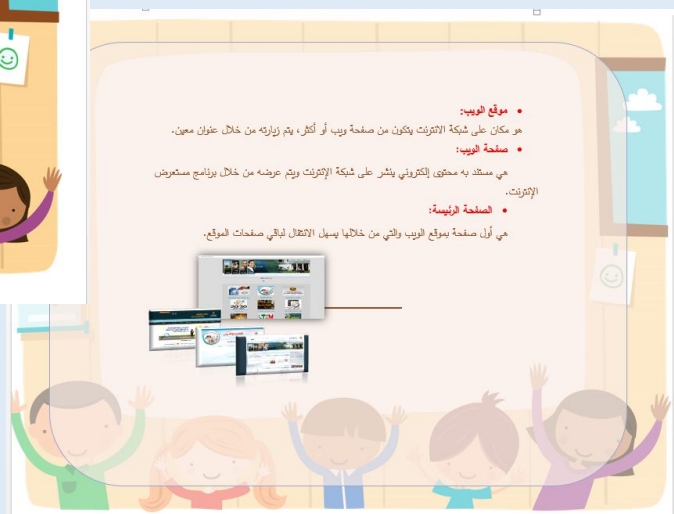 • موقع الويب:
هو مكان على شبكة الانترنت يتكون من صفحة ويب أو أكثر، يتم زيارته من خلال عنوان معين.
• صفحة الويب:
هي مستند به محتوى إلكتروني ينشر على شبكة الإنترنت ويتم عرضه من خلال برنامج مستعرض
الإنترنت.
• الصفحة الرئيسة:
هي أول صفحة بموقع الويب والتي من خلالها يسهل الانتقال لباقي صفحات الموقع.